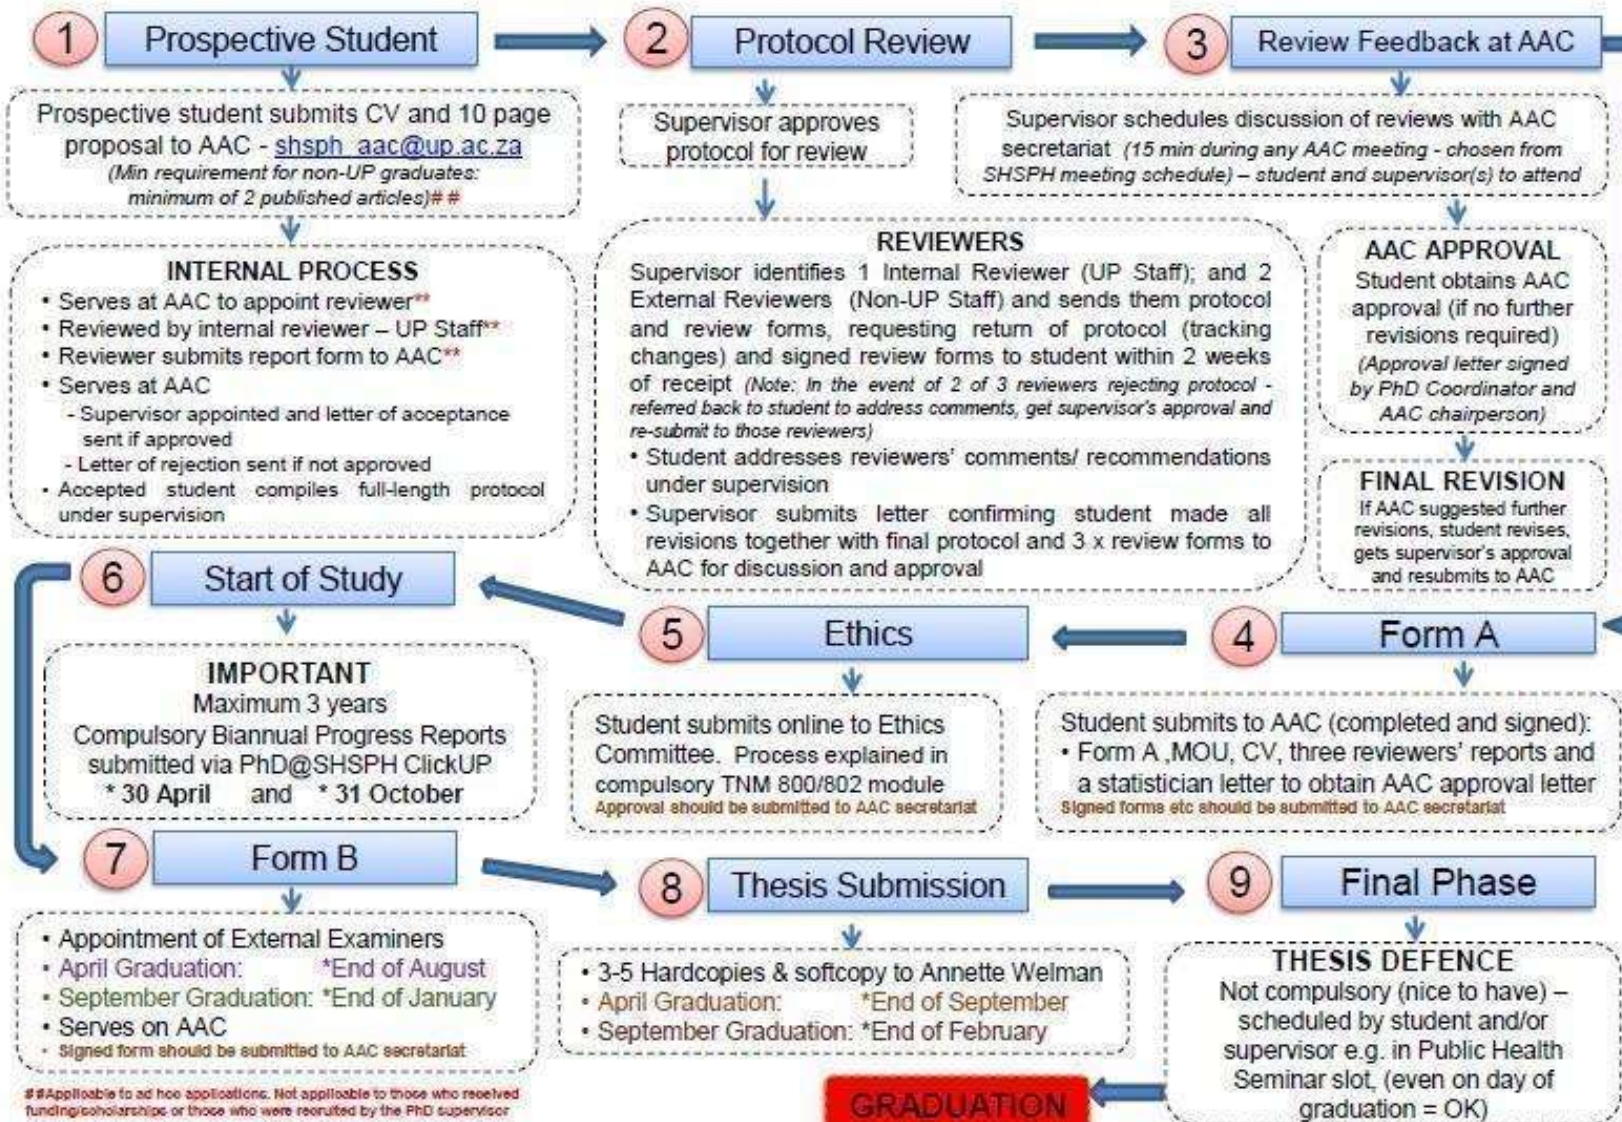 1
Prospective Student
2
Protocol Review
3
Review Feedback at AAC
Prospective student submits CV and 10 page
proposal to AAC - shsph_aac@up.ac.za
(Min requirement for non-UP graduates:
minimum of 2 published articles)# #
Supervisor approves
protocol for review
Supervisor schedules discussion of reviews with AAC
secretariat (15 min during any AAC meeting - chosen from
SHSPH meeting schedule) – student and supervisor(s) to attend
INTERNAL PROCESS
• Serves at AAC to appoint reviewer**
• Reviewed by internal reviewer – UP Staff**
• Reviewer submits report form to AAC**
• Serves at AAC
- Supervisor appointed and letter of acceptance
sent if approved
- Letter of rejection sent if not approved
• Accepted student compiles full-length protocol
under supervision
REVIEWERS
Supervisor identifies 1 Internal Reviewer (UP Staff); and 2
External Reviewers (Non-UP Staff) and sends them protocol
and review forms, requesting return of protocol (tracking
changes) and signed review forms to student within 2 weeks
of receipt (Note: In the event of 2 of 3 reviewers rejecting protocol -
referred back to student to address comments, get supervisor's approval and
re-submit to those reviewers)
• Student addresses reviewers' comments/ recommendations
under supervision
• Supervisor submits letter confirming student made all
revisions together with final protocol and 3 x review forms to
AAC for discussion and approval
AAC APPROVAL
Student obtains AAC
approval (if no further
revisions required)
(Approval letter signed
by PhD Coordinator and
AAC chairperson)
FINAL REVISION
If AAC suggested further
revisions, student revises,
gets supervisor's approval
and resubmits to AAC
6
Start of Study
5
Ethics
4
Form A
IMPORTANT
Maximum 3 years
Compulsory Biannual Progress Reports
submitted via PhD@SHSPH ClickUP
* 30 April and * 31 October
Student submits online to Ethics
Committee. Process explained in
compulsory TNM 800/802 module
Approval should be submitted to AAC secretariat
Student submits to AAC (completed and signed):
• Form A ,MOU, CV, three reviewers' reports and
a statistician letter to obtain AAC approval letter
Signed forms etc should be submitted to AAC secretariat
7
Form B
8
Thesis Submission
9
Final Phase
• Appointment of External Examiners
• April Graduation: *End of August
• September Graduation: *End of January
• Serves on AAC
• Signed form should be submitted to AAC secretariat
• 3-5 Hardcopies & softcopy to Annette Welman
• April Graduation: *End of September
• September Graduation: *End of February
THESIS DEFENCE
Not compulsory (nice to have) –
scheduled by student and/or
supervisor e.g. in Public Health
Seminar slot, (even on day of
graduation = OK)
##Applicable to ad hoc applications. Not applicable to those who received
funding/scholarships or those who were recruited by the PhD supervisor
GRADUATION